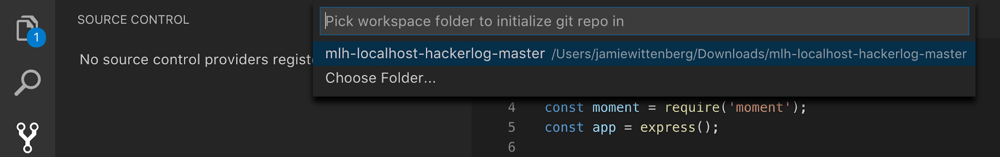 1
SOURCE CONTROL
No source control providers
Pick workspace folder to initialize git repo in
mlh-localhost-hackerlog-master /Users/jamiewittenberg/Downloads/mlh-localhost-hackerlog-master
Choose Folder...
4 const moment = require('moment');
5 const app = express();
6